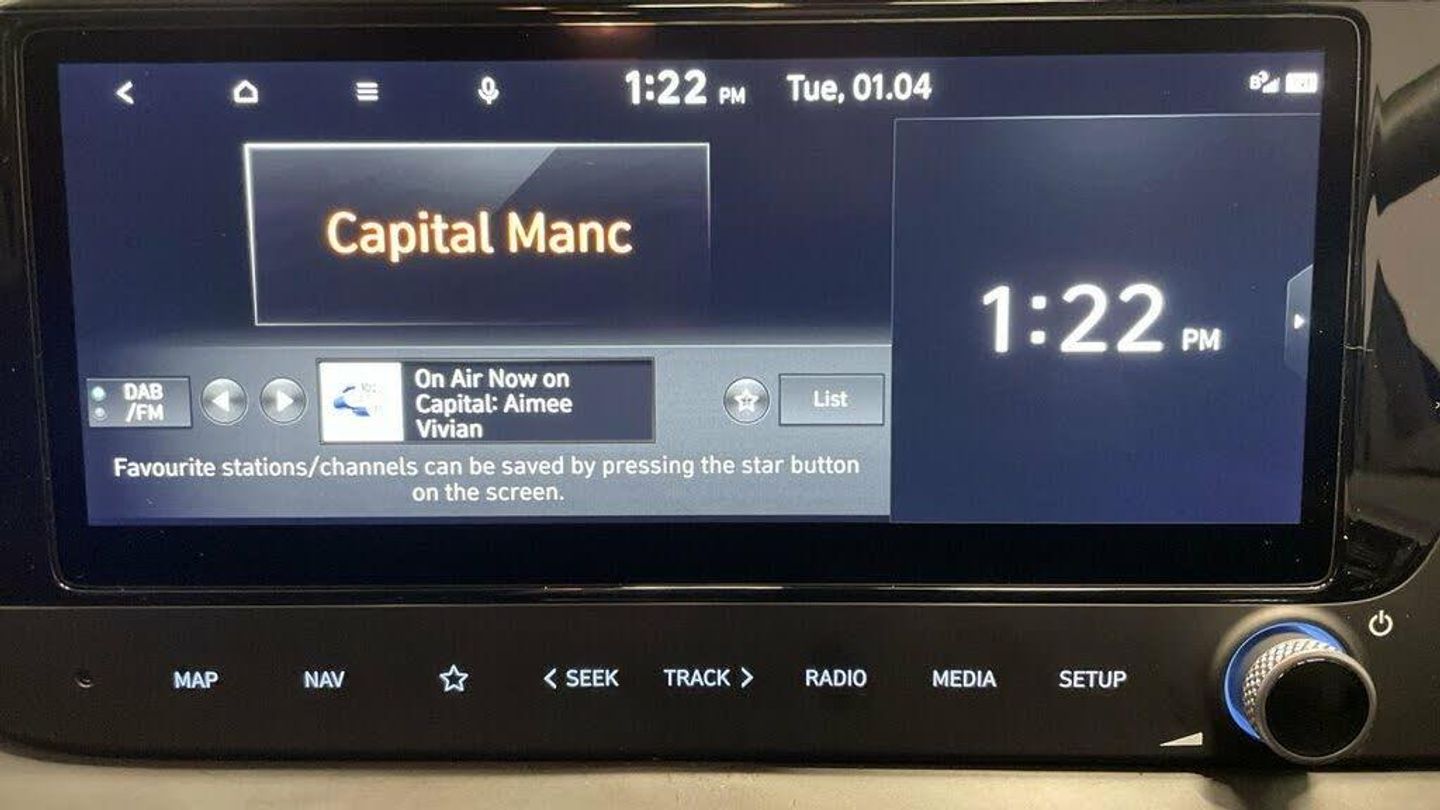 1:22 PM Tue, 01.04
Capital Manc
1:22 PM
DAB
/FM
On Air Now on
Capital: Aimee
Vivian
List
Favourite stations/channels can be saved by pressing the star button
on the screen.
MAP NAV < SEEK TRACK > RADIO MEDIA SETUP